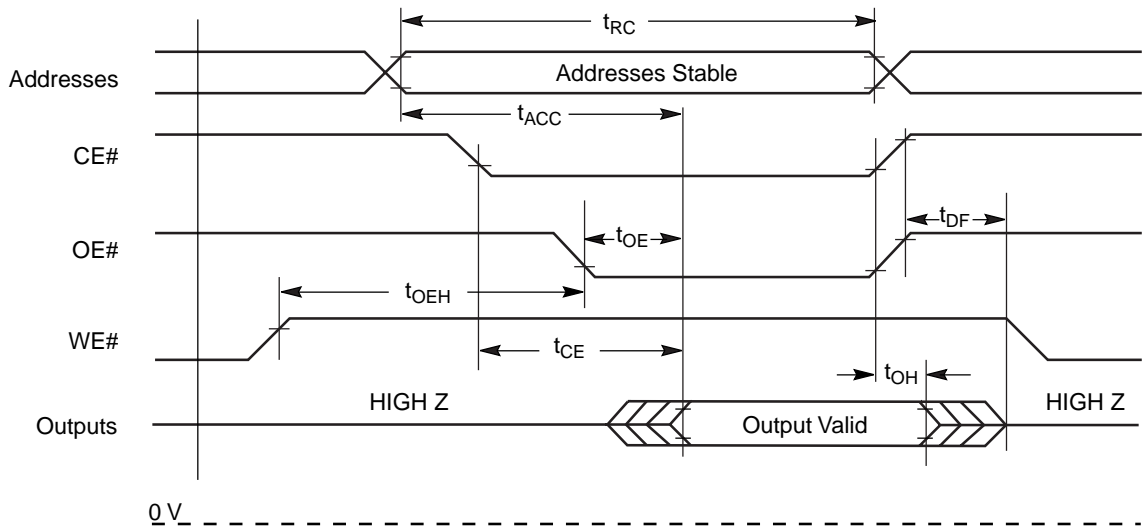 tRC
Addresses
Addresses Stable
tACC
CE#
tDF
OE#
tOE
tOEH
WE#
tCE
tOH
HIGH Z
HIGH Z
Outputs
Output Valid
0 V